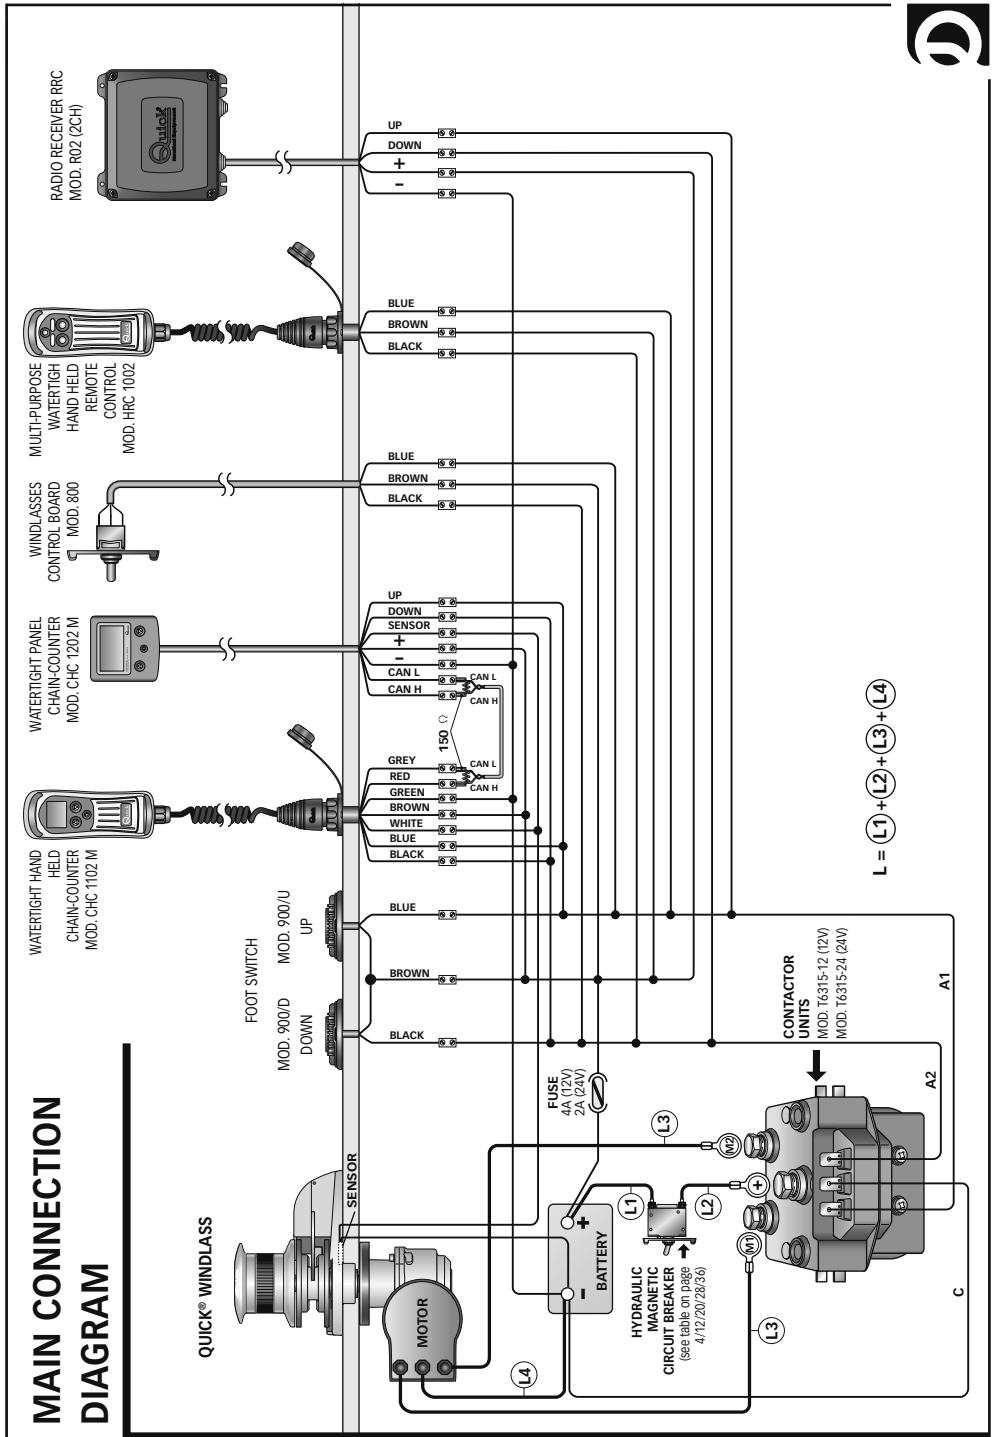 MAIN CONNECTION
DIAGRAM
RADIO RECEIVER RRC
MOD. R02 (2CH)
MULTI-PURPOSE
WATERTIGH
HAND HELD
REMOTE
CONTROL
MOD. HRC 1002
WINDLASSES
CONTROL BOARD
MOD. 800
WATERTIGHT PANEL
CHAIN-COUNTER
MOD. CHC 1202 M
WATERTIGHT HAND
HELD
CHAIN-COUNTER
MOD. CHC 1102 M
FOOT SWITCH
MOD. 900/U
UP
MOD. 900/D
DOWN
QUICK® WINDLASS
SENSOR
MOTOR
Quick®
UP
DOWN
+
–
BLUE
BROWN
BLACK
BLUE
BROWN
BLACK
UP
DOWN
SENSOR
+
–
CAN L
CAN H
CAN L
CAN H
150 Ω
CAN L
CAN H
GREY
RED
GREEN
BROWN
WHITE
BLUE
BLACK
BLUE
BROWN
BLACK
FUSE
4A (12V)
2A (24V)
BATTERY
+
–
L1
L2
L3
L3
L4
M2
+
M1
HYDRAULIC
MAGNETIC
CIRCUIT BREAKER
(see table on page
4/12/20/28/36)
CONTACTOR
UNITS
MOD. T6315-12 (12V)
MOD. T6315-24 (24V)
A1
A2
C
L = L1 + L2 + L3 + L4